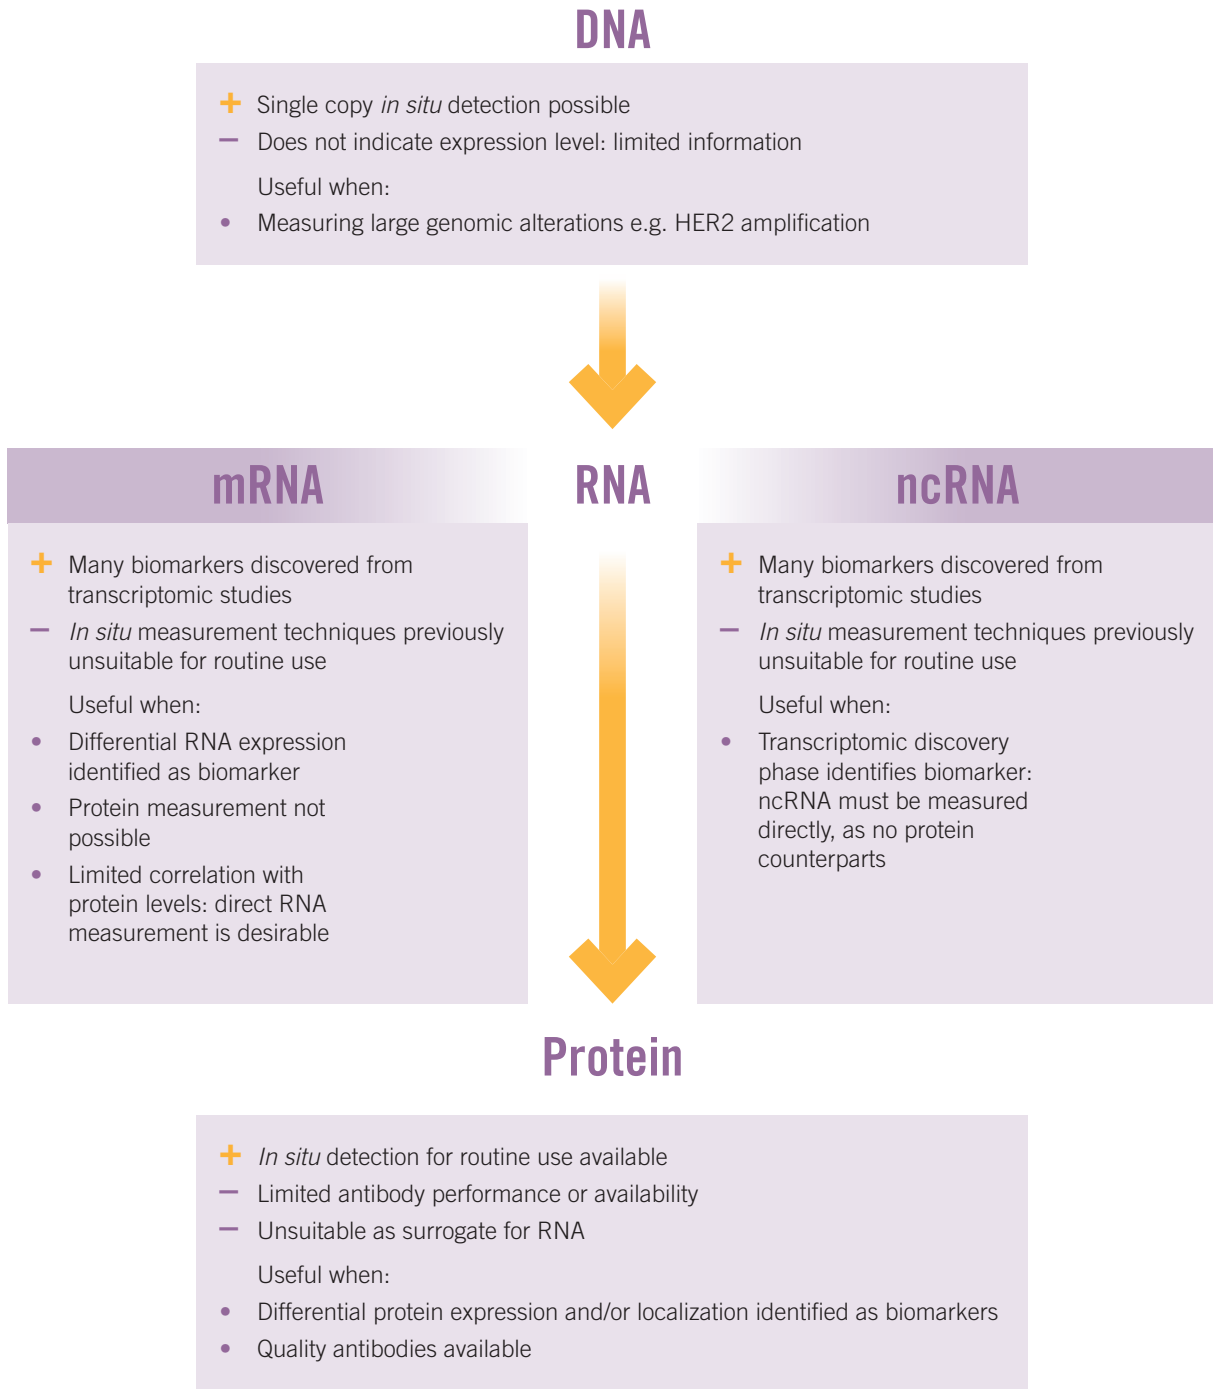 DNA
+ Single copy in situ detection possible
− Does not indicate expression level: limited information
Useful when:
• Measuring large genomic alterations e.g. HER2 amplification
mRNA
RNA
ncRNA
+ Many biomarkers discovered from
transcriptomic studies
− In situ measurement techniques previously
unsuitable for routine use
Useful when:
• Differential RNA expression
identified as biomarker
• Protein measurement not
possible
• Limited correlation with
protein levels: direct RNA
measurement is desirable
+ Many biomarkers discovered from
transcriptomic studies
− In situ measurement techniques previously
unsuitable for routine use
Useful when:
• Transcriptomic discovery
phase identifies biomarker:
ncRNA must be measured
directly, as no protein
counterparts
Protein
+ In situ detection for routine use available
− Limited antibody performance or availability
− Unsuitable as surrogate for RNA
Useful when:
• Differential protein expression and/or localization identified as biomarkers
• Quality antibodies available